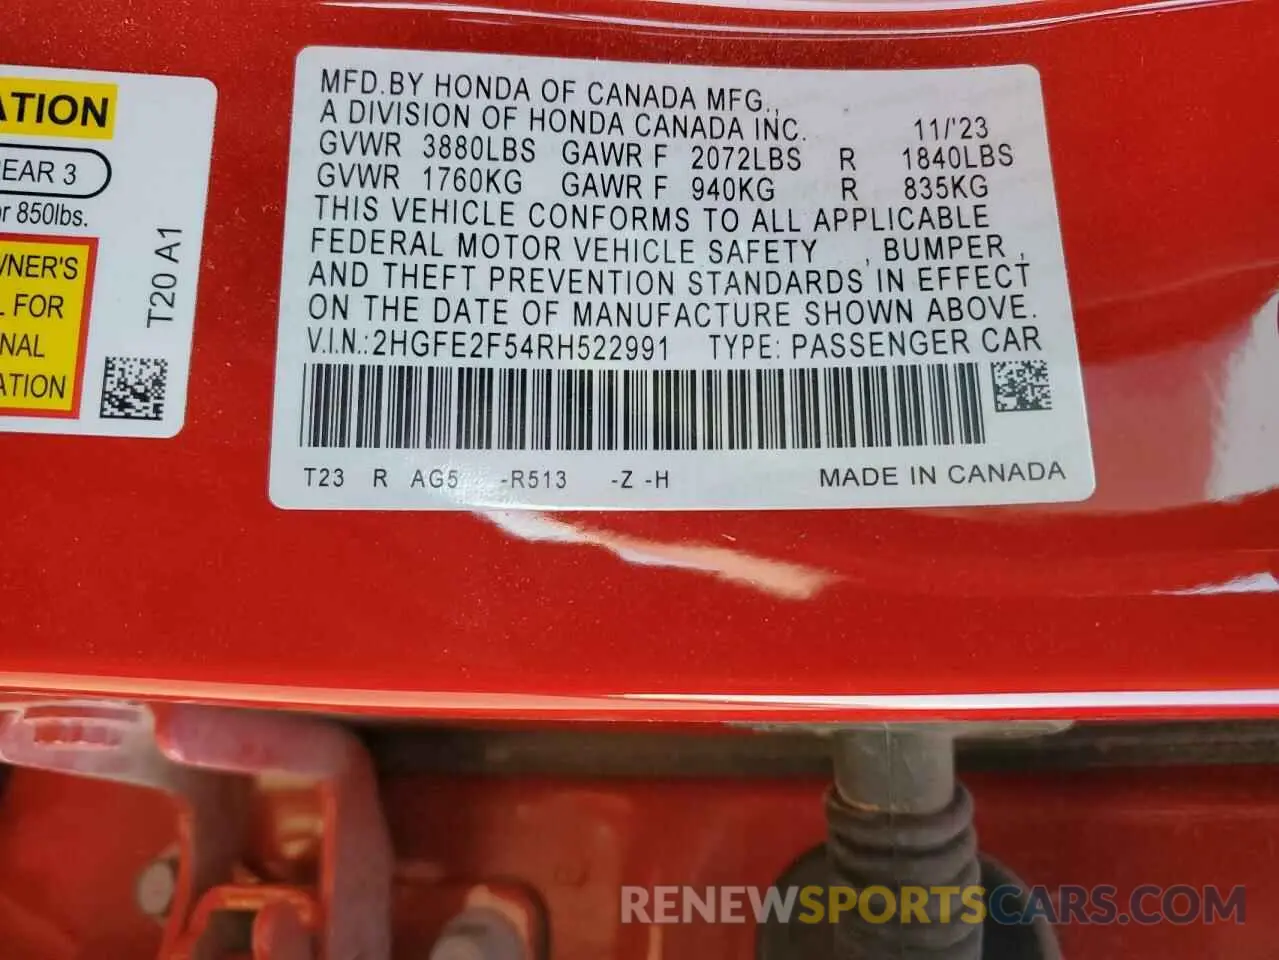 ATION
EAR 3
or 850lbs.
WNER'S
L FOR
NAL
ATION
T20 A1
MFD.BY HONDA OF CANADA MFG.,
A DIVISION OF HONDA CANADA INC. 11/'23
GVWR 3880LBS GAWR F 2072LBS R 1840LBS
GVWR 1760KG GAWR F 940KG R 835KG
THIS VEHICLE CONFORMS TO ALL APPLICABLE
FEDERAL MOTOR VEHICLE SAFETY , BUMPER ,
AND THEFT PREVENTION STANDARDS IN EFFECT
ON THE DATE OF MANUFACTURE SHOWN ABOVE.
V.I.N.:2HGFE2F54RH522991 TYPE: PASSENGER CAR
T23 R AG5 -R513 -Z -H MADE IN CANADA
RENEWSPORTSCARS.COM